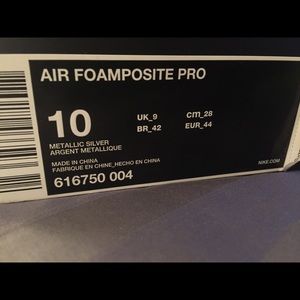 AIR FOAMPOSITE PRO
10 UK_9 cm_28
BR_42 EUR_44
METALLIC SILVER
ARGENT METALLIQUE
MADE IN CHINA
FABRIQUE EN CHINE_HECHO EN CHINA
616750 004
NIKE.COM